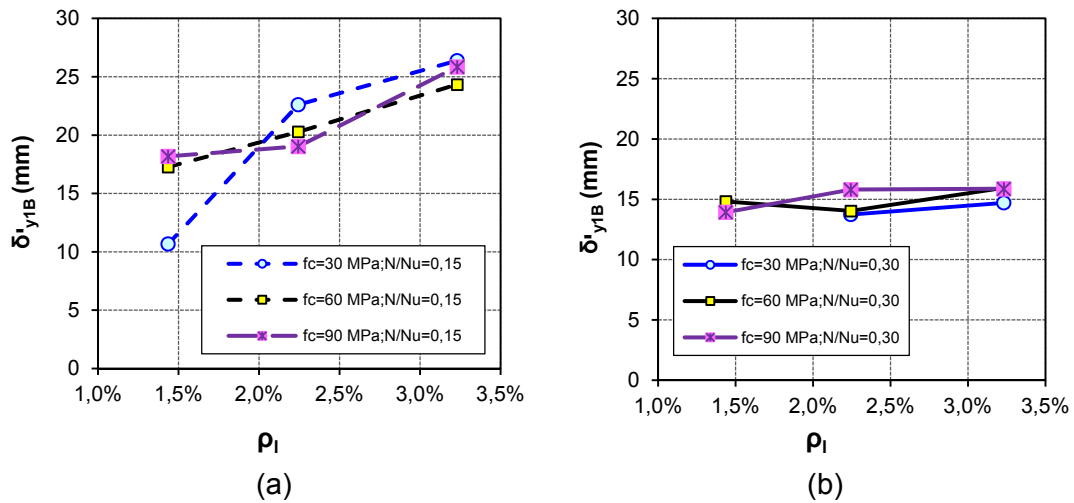 30
25
20
15
10
5
0
δ'y1B (mm)
fc=30 MPa;N/Nu=0,15
fc=60 MPa;N/Nu=0,15
fc=90 MPa;N/Nu=0,15
1,0% 1,5% 2,0% 2,5% 3,0% 3,5%
ρl
(a)
30
25
20
15
10
5
0
δ'y1B (mm)
fc=30 MPa;N/Nu=0,30
fc=60 MPa;N/Nu=0,30
fc=90 MPa;N/Nu=0,30
1,0% 1,5% 2,0% 2,5% 3,0% 3,5%
ρl
(b)